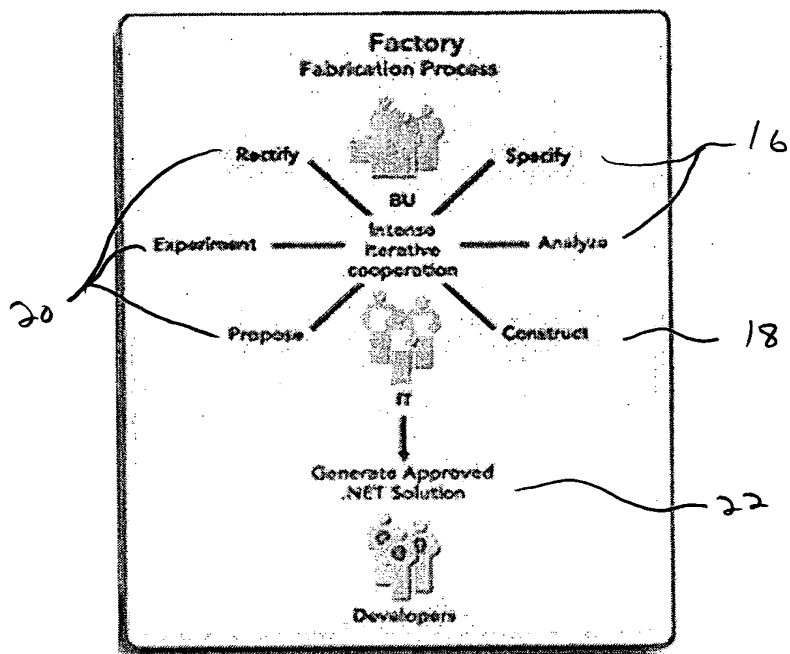 Factory
Fabrication Process
Rectify
Specify
16
BU
Intense
iterative
cooperation
Experiment
Analyze
20
Propose
Construct
18
IT
Generate Approved
.NET Solution
22
Developers